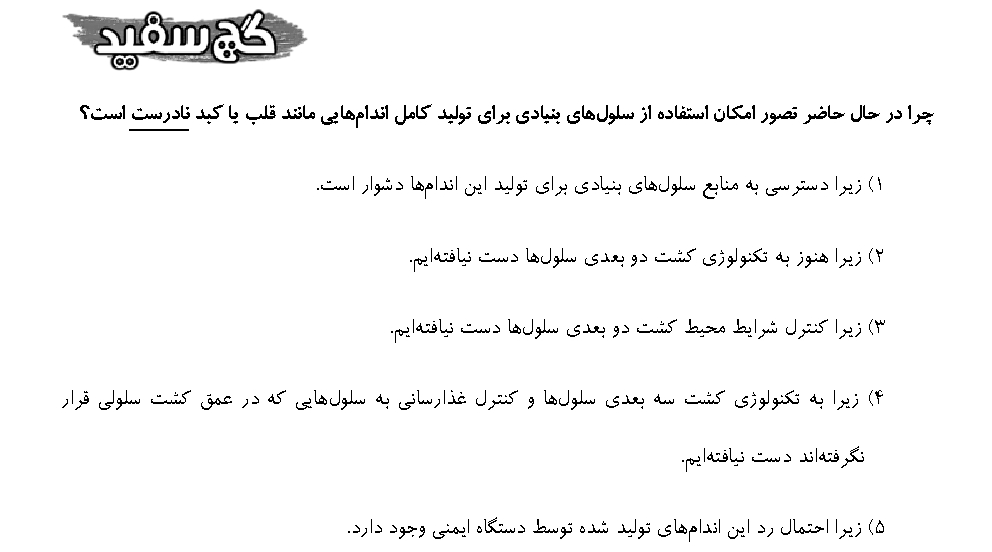 گچ سفید
چرا در حال حاضر تصور امکان استفاده از سلول‌های بنیادی برای تولید کامل اندام‌هایی مانند قلب یا کبد نادرست است؟
۱) زیرا دسترسی به منابع سلول‌های بنیادی برای تولید این اندام‌ها دشوار است.
۲) زیرا هنوز به تکنولوژی کشت دو بعدی سلول‌ها دست نیافته‌ایم.
۳) زیرا کنترل شرایط محیط کشت دو بعدی سلول‌ها دست نیافته‌ایم.
۴) زیرا به تکنولوژی کشت سه بعدی سلول‌ها و کنترل غذارسانی به سلول‌هایی که در عمق کشت سلولی قرار
نگرفته‌اند دست نیافته‌ایم.
۵) زیرا احتمال رد این اندام‌های تولید شده توسط دستگاه ایمنی وجود دارد.